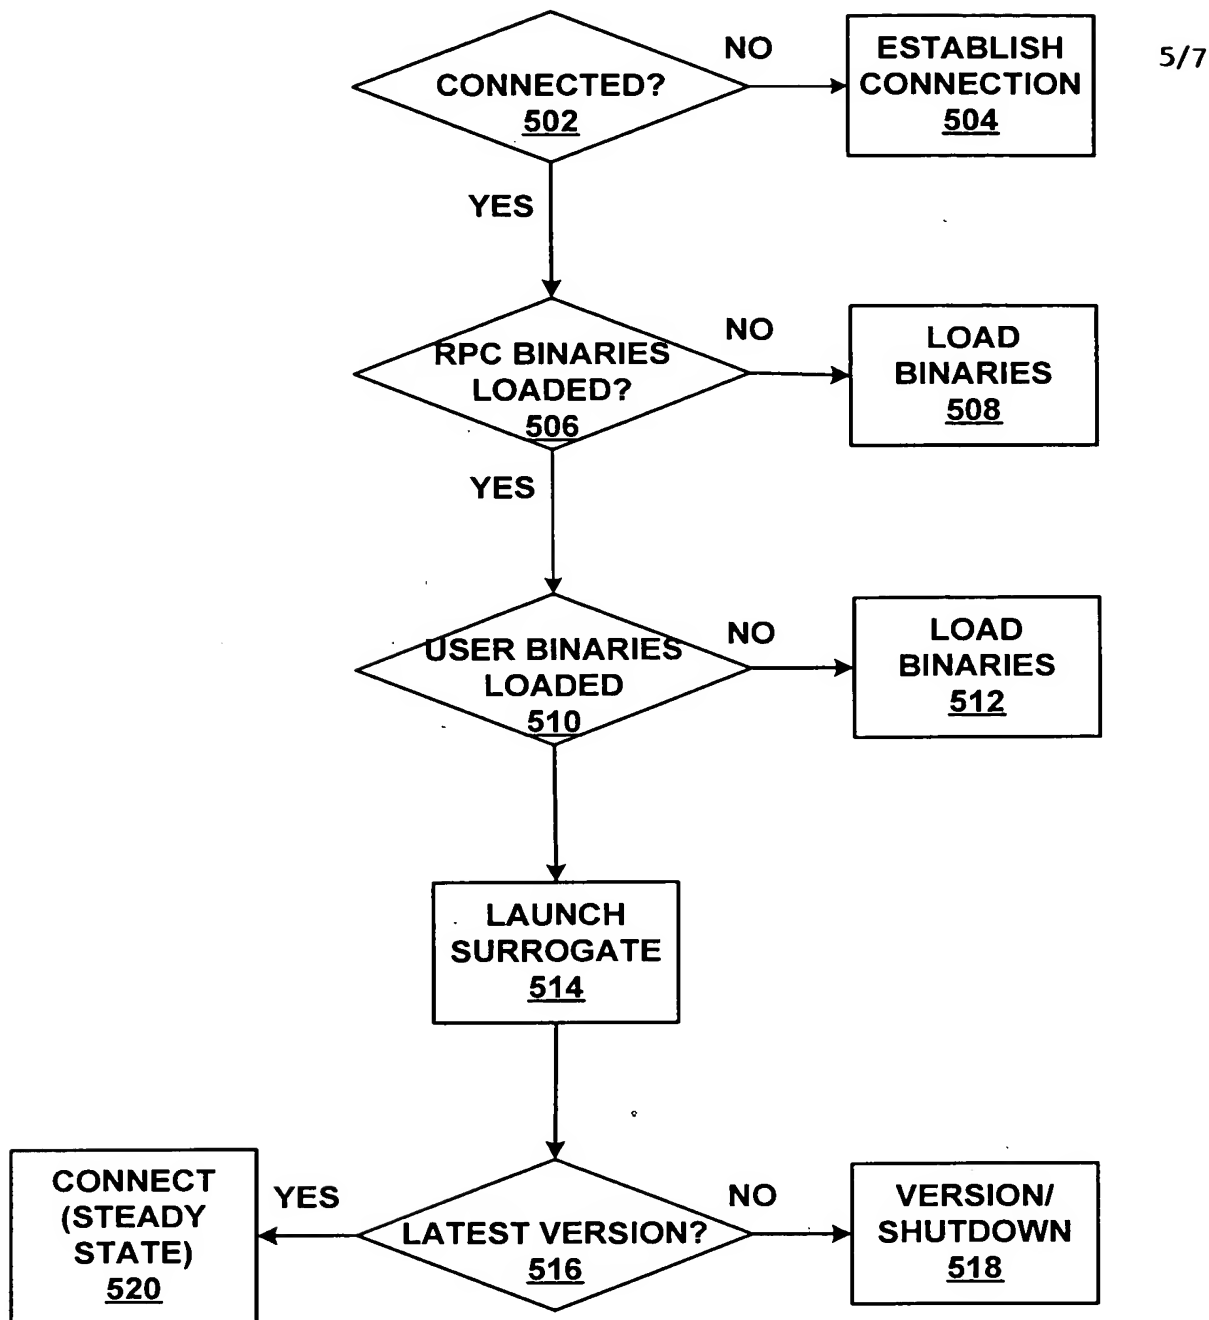 5/7
CONNECTED?
502
NO
ESTABLISH
CONNECTION
504
YES
RPC BINARIES
LOADED?
506
NO
LOAD
BINARIES
508
YES
USER BINARIES
LOADED
510
NO
LOAD
BINARIES
512
LAUNCH
SURROGATE
514
LATEST VERSION?
516
YES
CONNECT
(STEADY
STATE)
520
NO
VERSION/
SHUTDOWN
518